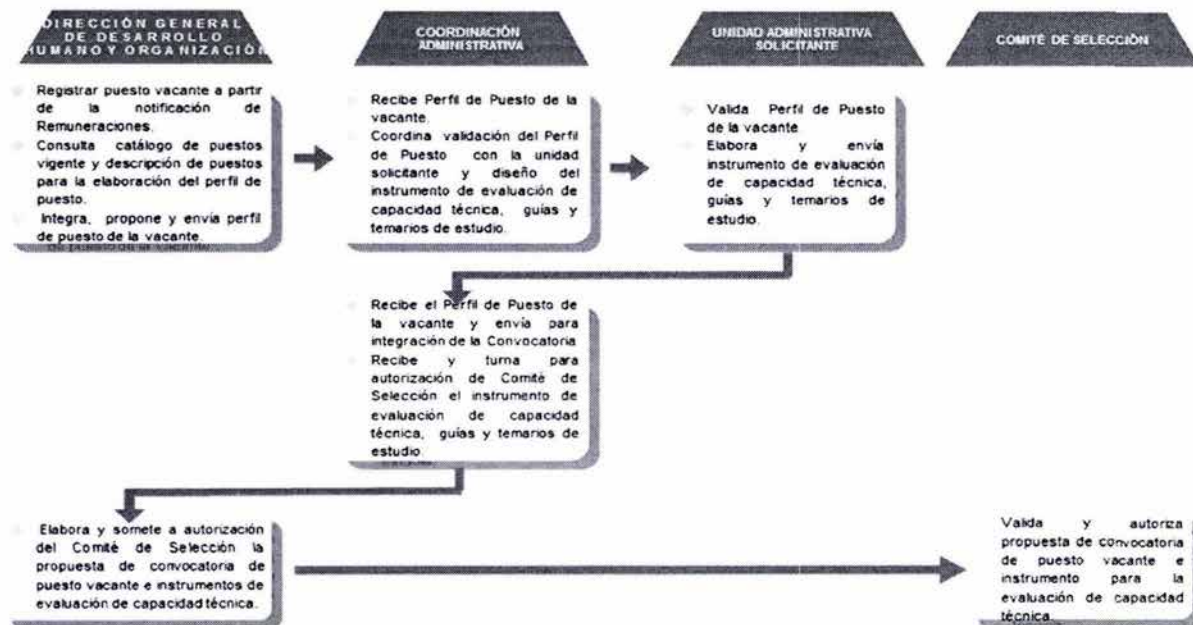 DIRECCIÓN GENERAL
DE DESARROLLO
HUMANO Y ORGANIZACIÓN
COORDINACIÓN
ADMINISTRATIVA
UNIDAD ADMINISTRATIVA
SOLICITANTE
COMITÉ DE SELECCIÓN
Registrar puesto vacante a partir
de la notificación de
Remuneraciones.
Consulta catálogo de puestos
vigente y descripción de puestos
para la elaboración del perfil de
puesto.
Integra, propone y envía perfil
de puesto de la vacante.
Recibe Perfil de Puesto de la
vacante.
Coordina validación del Perfil
de Puesto con la unidad
solicitante y diseño del
instrumento de evaluación de
capacidad técnica, guías y
temarios de estudio.
Valida Perfil de Puesto
de la vacante
Elabora y envía
instrumento de evaluación
de capacidad técnica,
guías y temarios de
estudio.
Recibe el Perfil de Puesto de
la vacante y envía para
integración de la Convocatoria
Recibe y turna para
autorización de Comité de
Selección el instrumento de
evaluación de capacidad
técnica, guías y temarios de
estudio.
Elabora y somete a autorización
del Comité de Selección la
propuesta de convocatoria de
puesto vacante e instrumentos de
evaluación de capacidad técnica.
Valida y autoriza
propuesta de convocatoria
de puesto vacante e
instrumento para la
evaluación de capacidad
técnica.